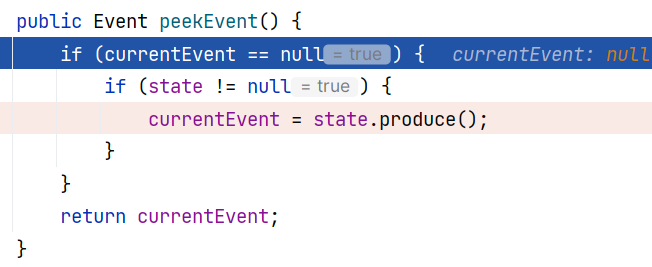 public Event peekEvent() {
if (currentEvent == null = true ) { currentEvent: null
if (state != null = true ) {
currentEvent = state.produce();
}
}
return currentEvent;
}